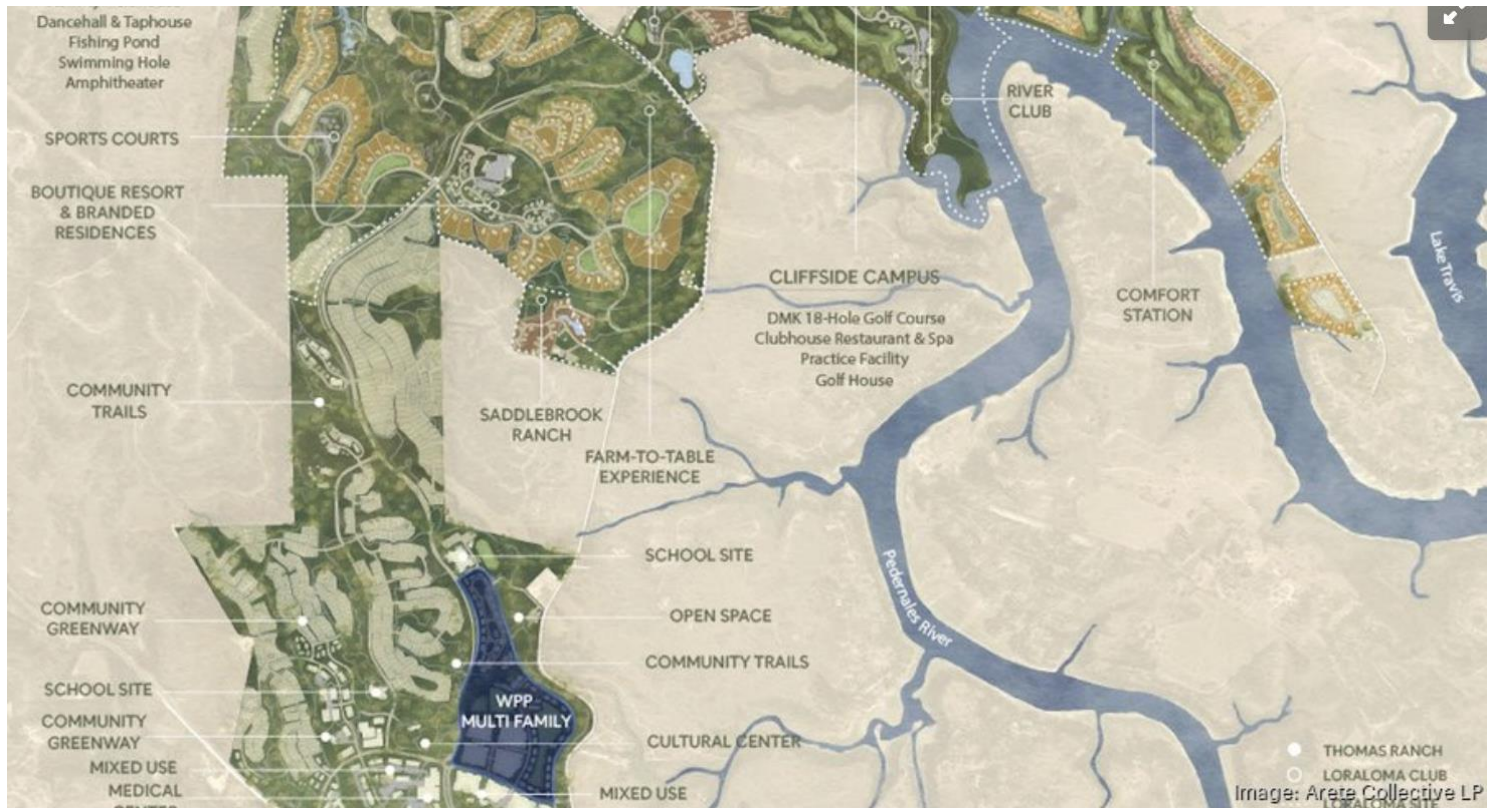 Dancehall & Taphouse
Fishing Pond
Swimming Hole
Amphitheater
SPORTS COURTS
BOUTIQUE RESORT
& BRANDED
RESIDENCES
COMMUNITY
TRAILS
SADDLEBROOK
RANCH
FARM-TO-TABLE
EXPERIENCE
RIVER
CLUB
CLIFFSIDE CAMPUS
DMK 18-Hole Golf Course
Clubhouse Restaurant & Spa
Practice Facility
Golf House
COMFORT
STATION
Lake Travis
Pedernales River
SCHOOL SITE
OPEN SPACE
COMMUNITY TRAILS
WPP
MULTI FAMILY
CULTURAL CENTER
MIXED USE
COMMUNITY
GREENWAY
SCHOOL SITE
COMMUNITY
GREENWAY
MIXED USE
MEDICAL
CENTER
THOMAS RANCH
LORALOMA CLUB
Image: Arete Collective LP